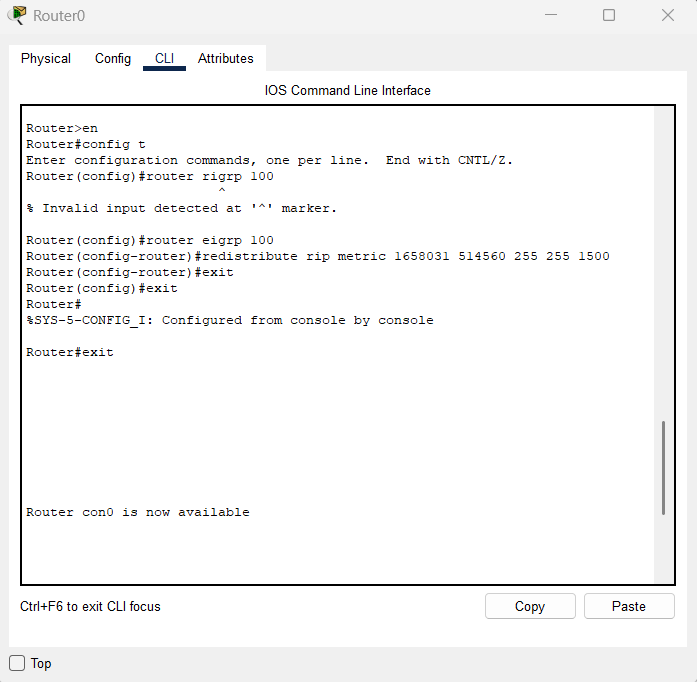 Router0
Physical Config CLI Attributes
IOS Command Line Interface
Router>en
Router#config t
Enter configuration commands, one per line.  End with CNTL/Z.
Router(config)#router rigrp 100
^
% Invalid input detected at '^' marker.
Router(config)#router eigrp 100
Router(config-router)#redistribute rip metric 1658031 514560 255 255 1500
Router(config-router)#exit
Router(config)#exit
Router#
%SYS-5-CONFIG_I: Configured from console by console
Router#exit
Router con0 is now available
Ctrl+F6 to exit CLI focus
Copy Paste
Top